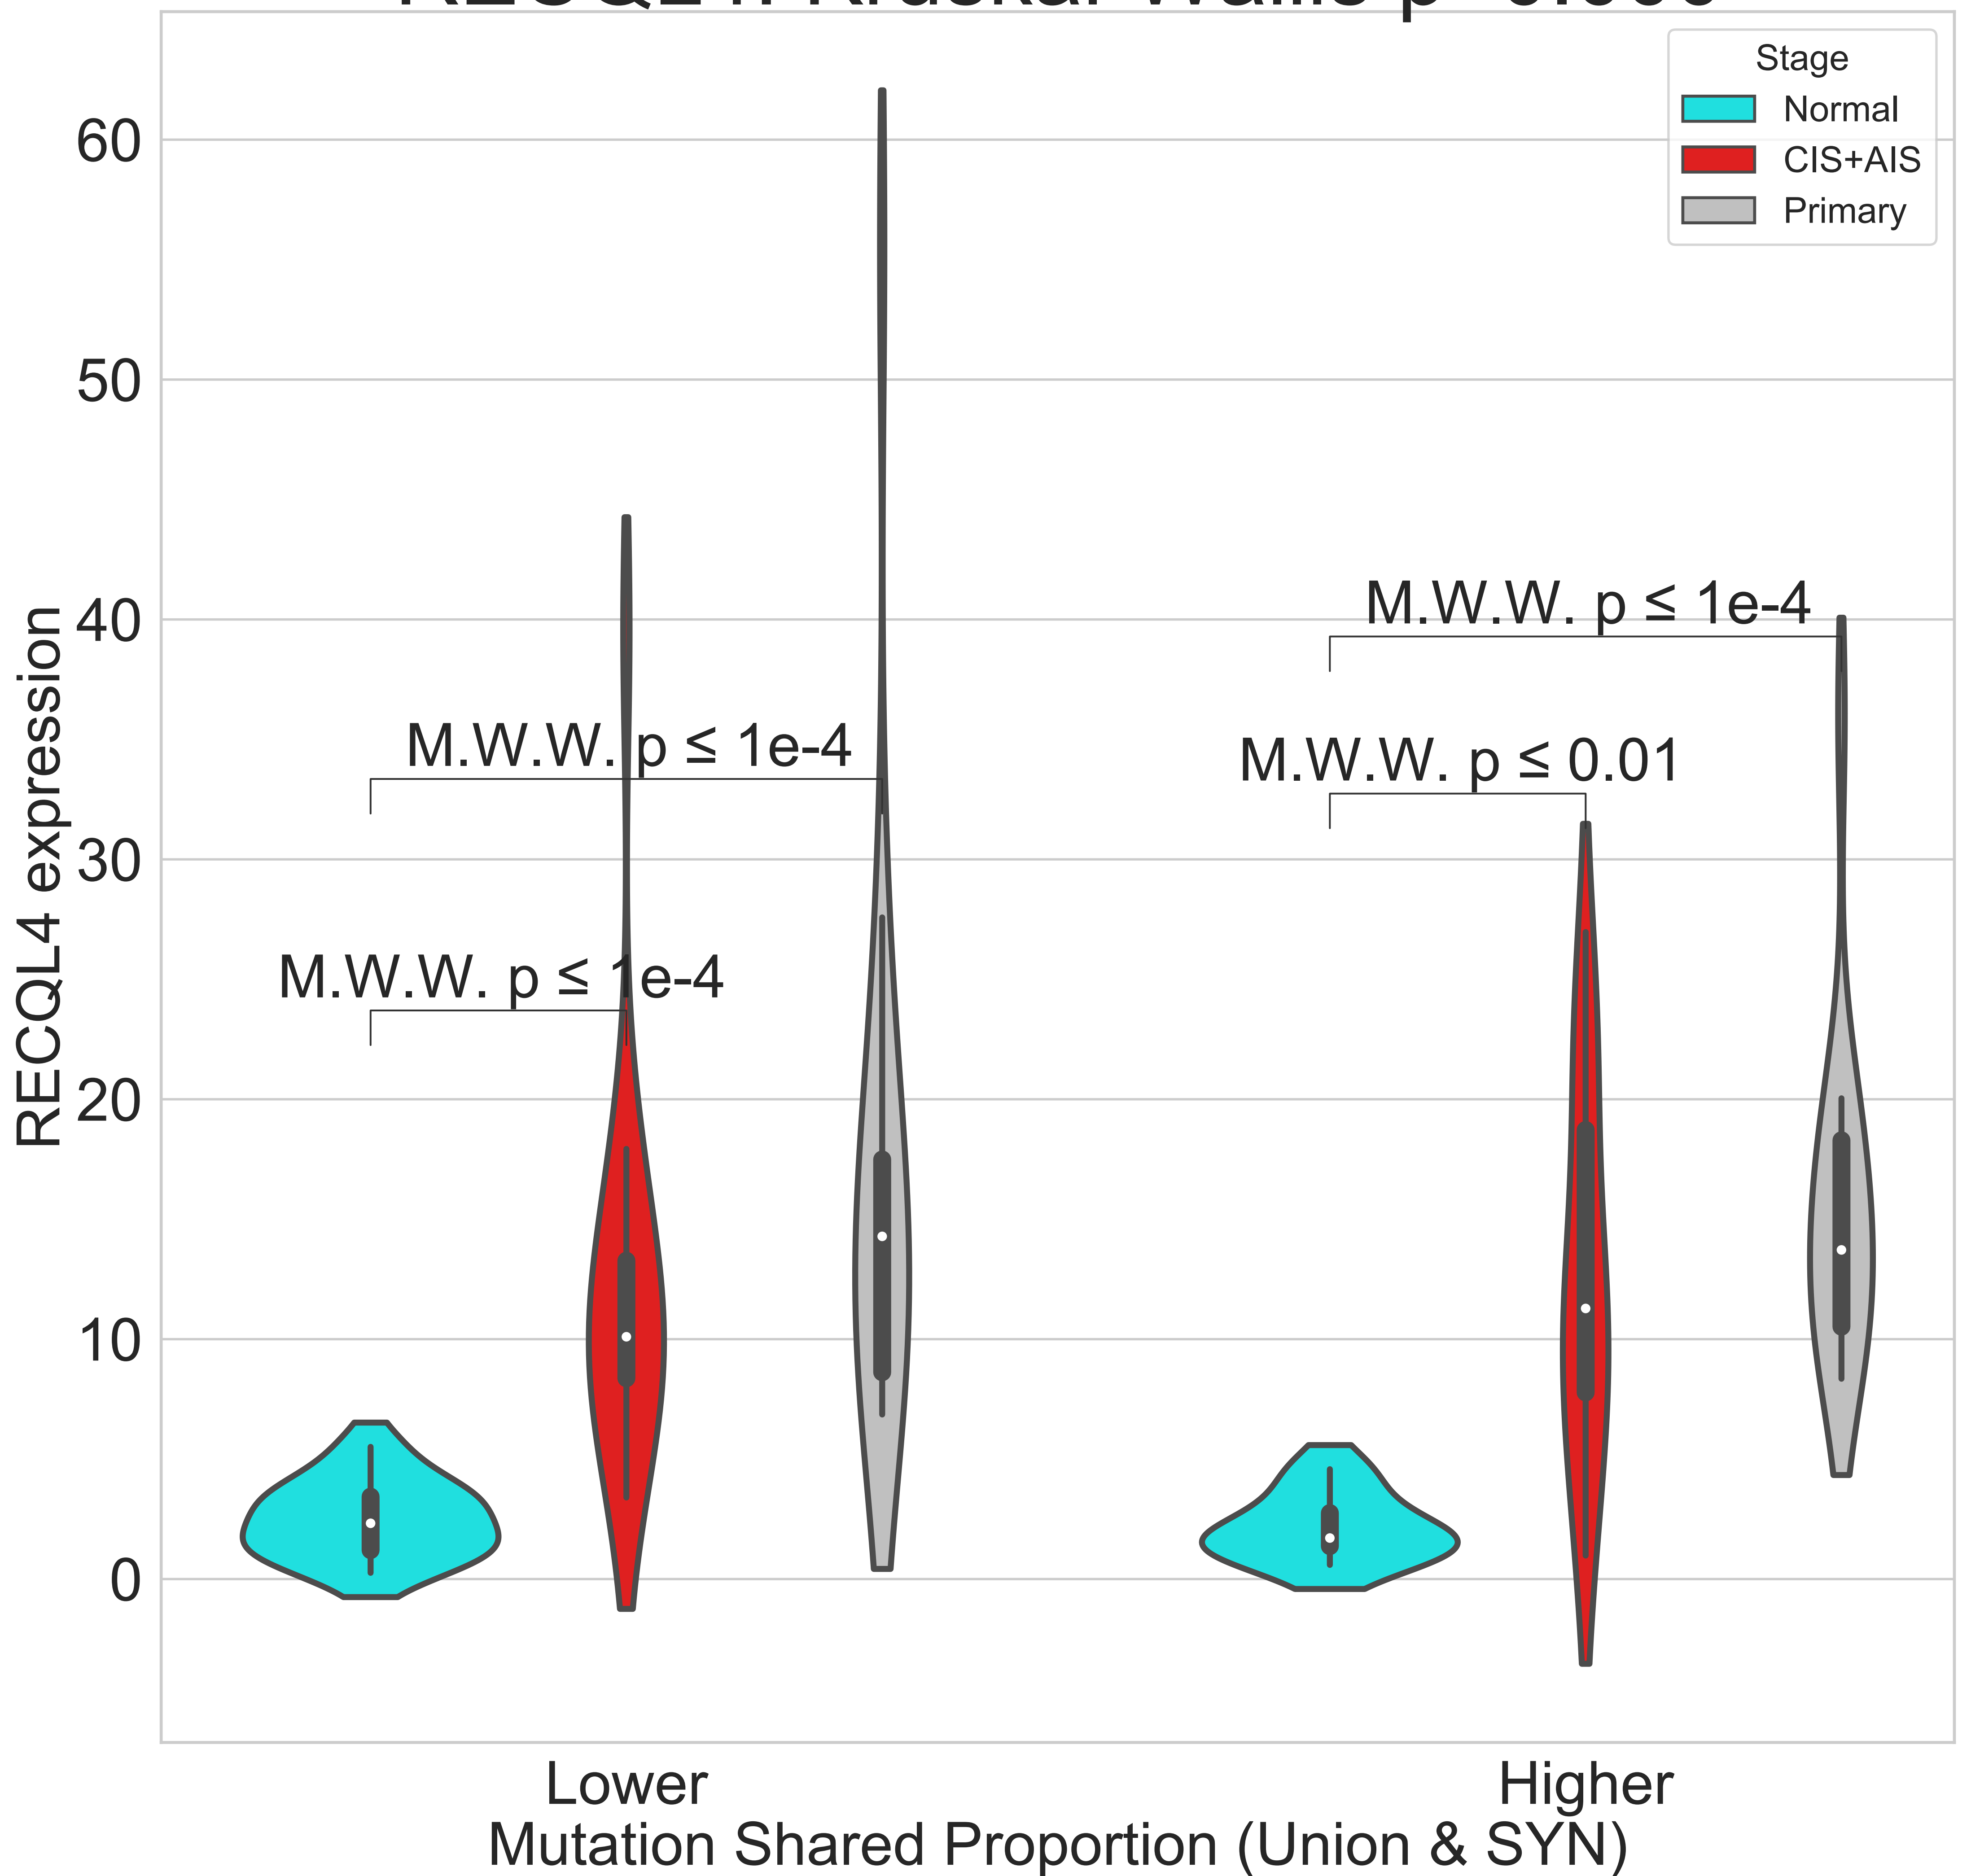 60
50
40
30
20
10
0
RECQL4 expression
Stage
Normal
CIS+AIS
Primary
M.W.W. p ≤ 1e-4
M.W.W. p ≤ 1e-4
M.W.W. p ≤ 1e-4
M.W.W. p ≤ 0.01
Lower
Higher
Mutation Shared Proportion (Union & SYN)